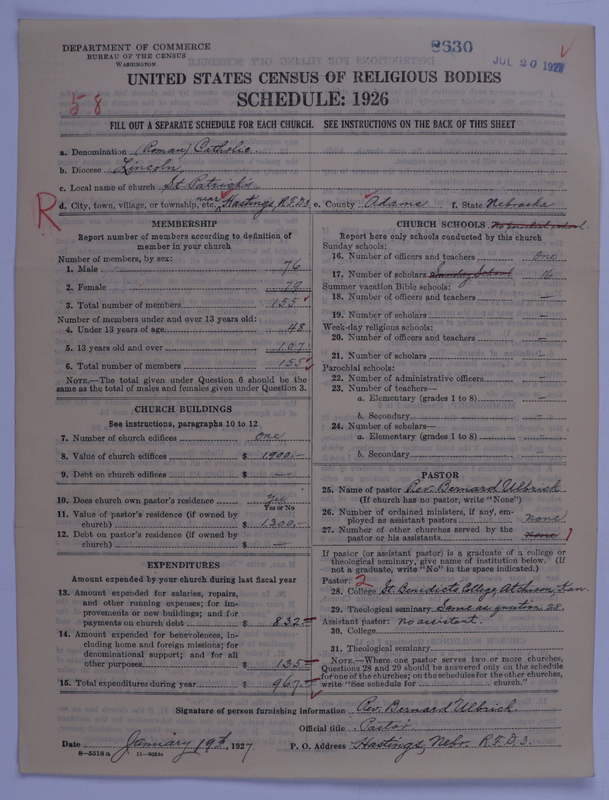 DEPARTMENT OF COMMERCE
BUREAU OF THE CENSUS
WASHINGTON
8630
JUL 20 1927
58
UNITED STATES CENSUS OF RELIGIOUS BODIES
SCHEDULE: 1926
FILL OUT A SEPARATE SCHEDULE FOR EACH CHURCH. SEE INSTRUCTIONS ON THE BACK OF THIS SHEET
a. Denomination (Roman) Catholic
b. Diocese Lincoln
c. Local name of church St. Patrick's
R
d. City, town, village, or township, etc. near Hastings, R.F.D.3 e. County Adams f. State Nebraska
MEMBERSHIP
Report number of members according to definition of
member in your church
Number of members, by sex:
1. Male 76
2. Female
3. Total number of members 155
Number of members under and over 13 years old:
4. Under 13 years of age 48
5. 13 years old and over 107
6. Total number of members 155
NOTE.—The total given under Question 6 should be the
same as the total of males and females given under Question 3.
CHURCH BUILDINGS
See instructions, paragraphs 10 to 12
7. Number of church edifices one
8. Value of church edifices $ 1900.—
9. Debt on church edifices $
10. Does church own pastor's residence Yes
Yes or No
11. Value of pastor's residence (if owned by
church) $ 1300.—
12. Debt on pastor's residence (if owned by
church) $ —
EXPENDITURES
Amount expended by your church during last fiscal year
13. Amount expended for salaries, repairs,
and other running expenses; for im-
provements or new buildings; and for
payments on church debt $ 832.—
14. Amount expended for benevolences, in-
cluding home and foreign missions; for
denominational support; and for all
other purposes $ 135.—
15. Total expenditures during year $ 967.—
CHURCH SCHOOLS No parochial school
Report here only schools conducted by this church
Sunday schools:
16. Number of officers and teachers one
17. Number of scholars Sunday School 16
Summer vacation Bible schools:
18. Number of officers and teachers —
19. Number of scholars —
Week-day religious schools:
20. Number of officers and teachers —
21. Number of scholars —
Parochial schools:
22. Number of administrative officers —
23. Number of teachers—
a. Elementary (grades 1 to 8) —
b. Secondary —
24. Number of scholars—
a. Elementary (grades 1 to 8) —
b. Secondary —
PASTOR
25. Name of pastor Rev. Bernard Ulbrick
(If church has no pastor, write "None")
26. Number of ordained ministers, if any, em-
ployed as assistant pastors none
27. Number of other churches served by the
pastor or his assistants None 1
If pastor (or assistant pastor) is a graduate of a college or
theological seminary, give name of institution below. (If
not a graduate, write "No" in the space indicated.)
Pastor: 2
28. College St. Benedict's College Atchison, Kan.
29. Theological seminary Same as question 28.
Assistant pastor: no assistant.
30. College
31. Theological seminary
NOTE.—Where one pastor serves two or more churches,
Questions 28 and 29 should be answered only on the schedule
for one of the churches; on the schedules for the other churches,
write "See schedule for church."
Signature of person furnishing information Rev. Bernard Ulbrick
Official title Pastor
Date January 19th, 1927 P. O. Address Hastings, Nebr. R.F.D. 3.
8—5518 a